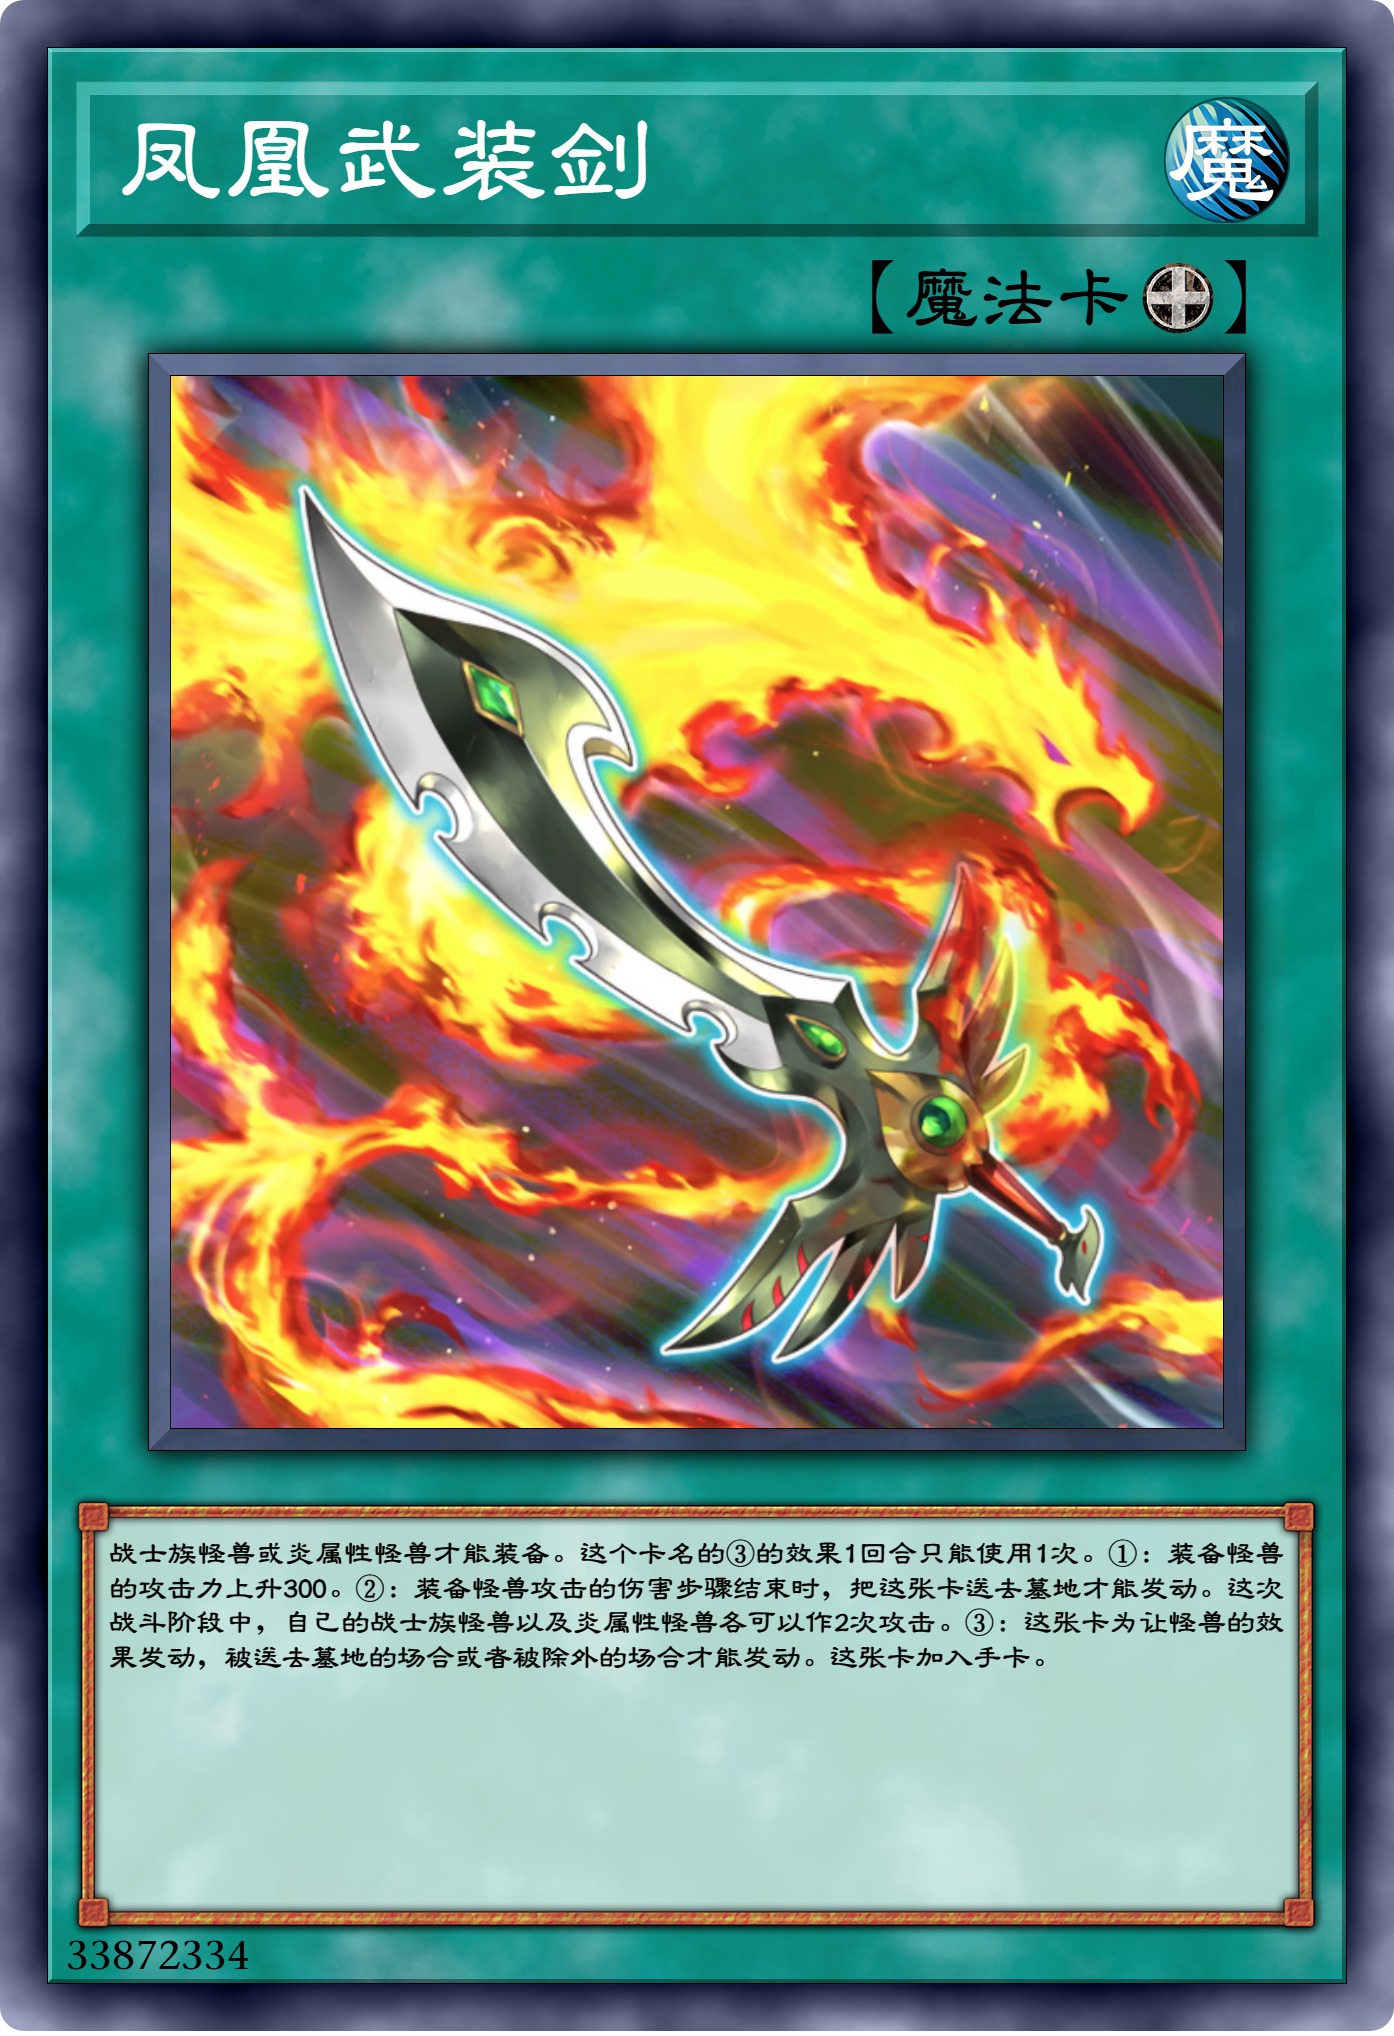 凤凰武装剑
魔
【魔法卡】
战士族怪兽或炎属性怪兽才能装备。这个卡名的③的效果1回合只能使用1次。①：装备怪兽
的攻击力上升300。②：装备怪兽攻击的伤害步骤结束时，把这张卡送去墓地才能发动。这次
战斗阶段中，自己的战士族怪兽以及炎属性怪兽各可以作2次攻击。③：这张卡为让怪兽的效
果发动，被送去墓地的场合或者被除外的场合才能发动。这张卡加入手卡。
33872334